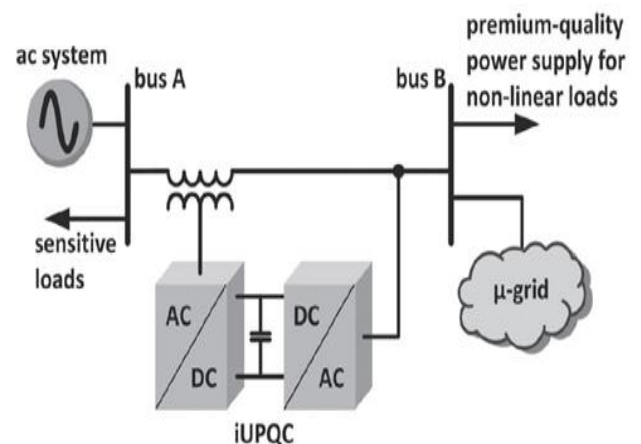 premium-quality
power supply for
non-linear loads
ac system
bus A
bus B
sensitive
loads
μ-grid
AC
DC
DC
AC
iUPQC